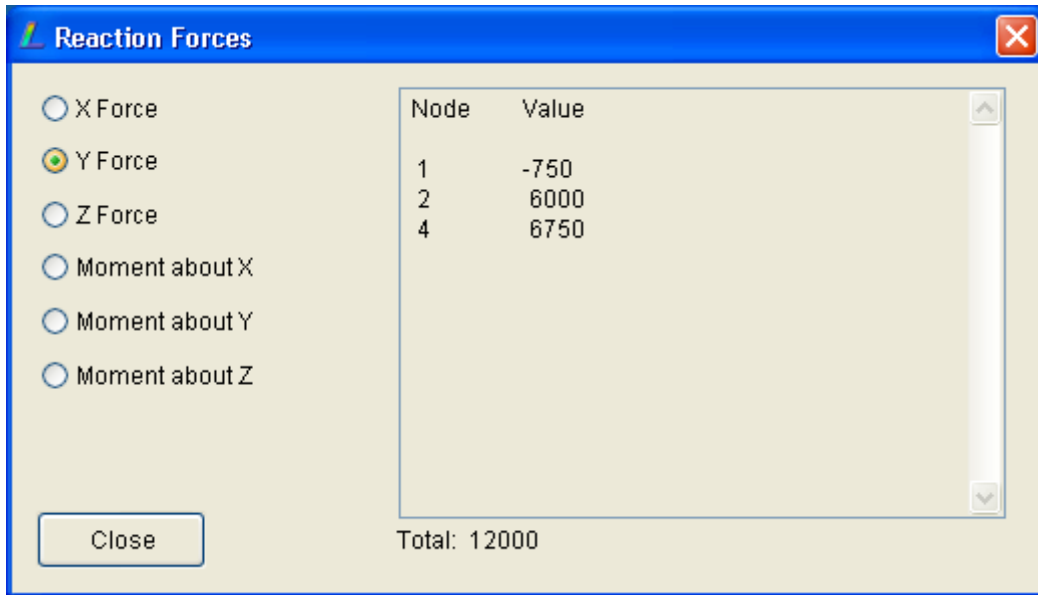 Reaction Forces
X Force
Y Force
Z Force
Moment about X
Moment about Y
Moment about Z
Close
Node Value
1 -750
2 6000
4 6750
Total: 12000